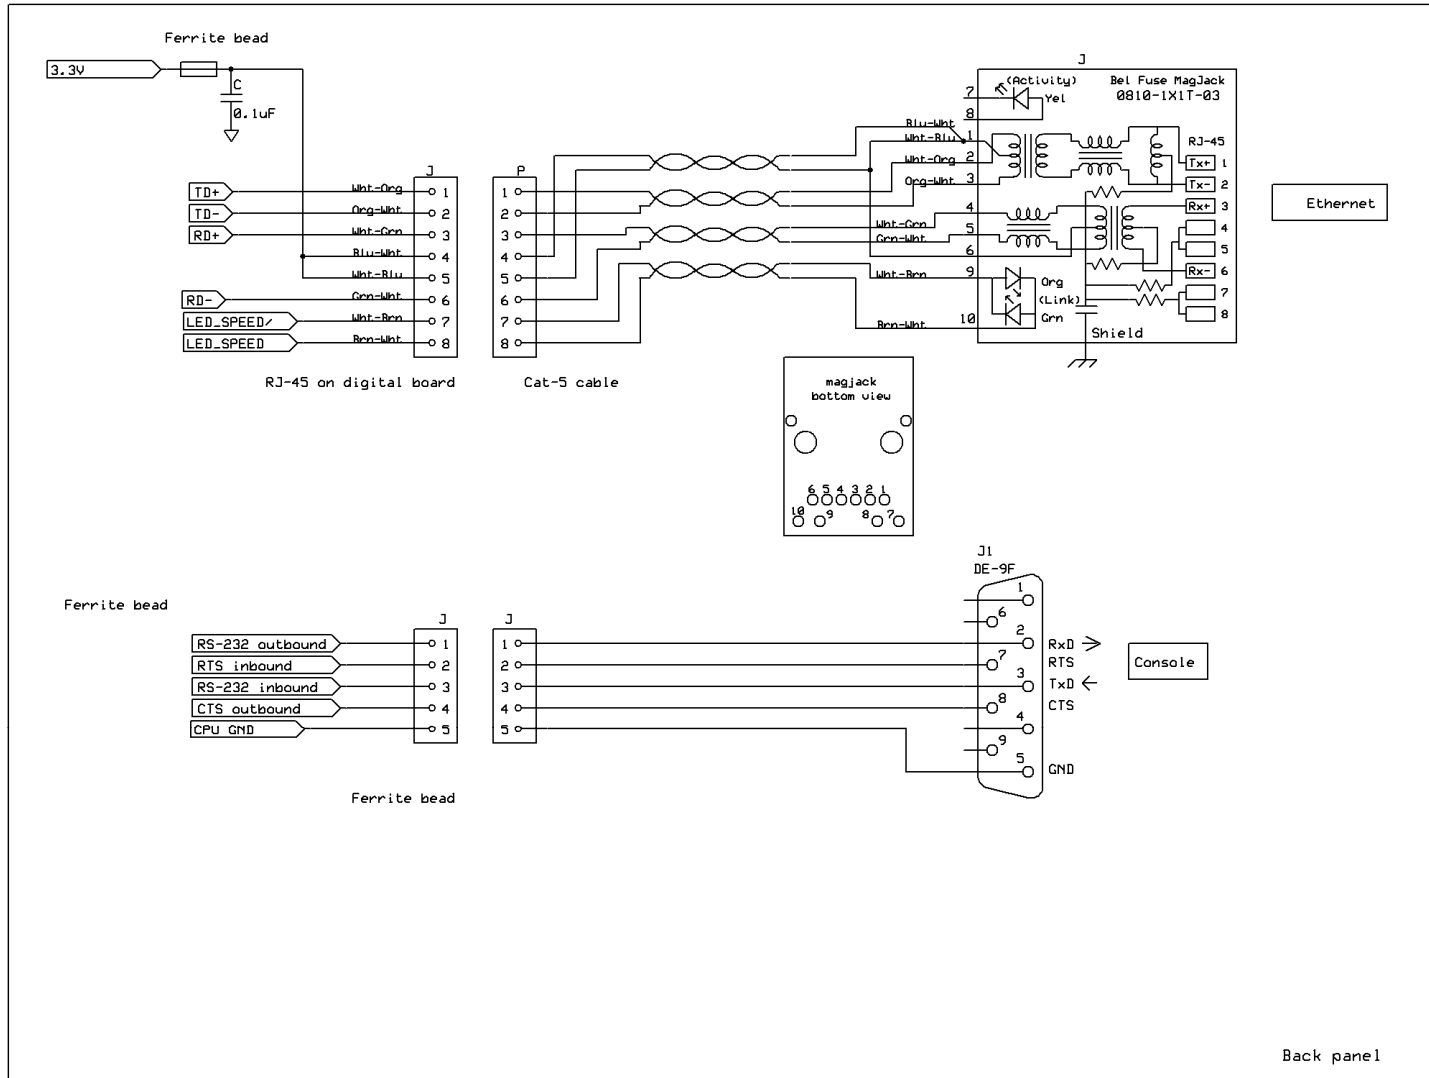 Ferrite bead
3.3V
C
0.1uF
J
(Activity)
Bel Fuse MagJack
0810-1X1T-03
7
Yel
8
Blu-Wht
Wht-Blu
1
Wht-Org
2
Org-Wht
3
RJ-45
Tx+ 1
Tx- 2
Rx+ 3
4
5
Rx- 6
7
8
Wht-Grn
4
Grn-Wht
5
6
Wht-Brn
9
Org
(Link)
Grn
Brn-Wht
10
Shield
Ethernet
J
P
TD+ Wht-Org 1 1
TD- Org-Wht 2 2
RD+ Wht-Grn 3 3
Blu-Wht 4 4
Wht-Blu 5 5
RD- Grn-Wht 6 6
LED_SPEED/ Wht-Brn 7 7
LED_SPEED Brn-Wht 8 8
RJ-45 on digital board
Cat-5 cable
magjack
bottom view
6 5 4 3 2 1
10 9 8 7
J1
DE-9F
Ferrite bead
J
J
RS-232 outbound 1 1
RTS inbound 2 2
RS-232 inbound 3 3
CTS outbound 4 4
CPU GND 5 5
1
6
2
RxD
7
RTS
3
TxD
8
CTS
4
9
5
GND
Console
Ferrite bead
Back panel